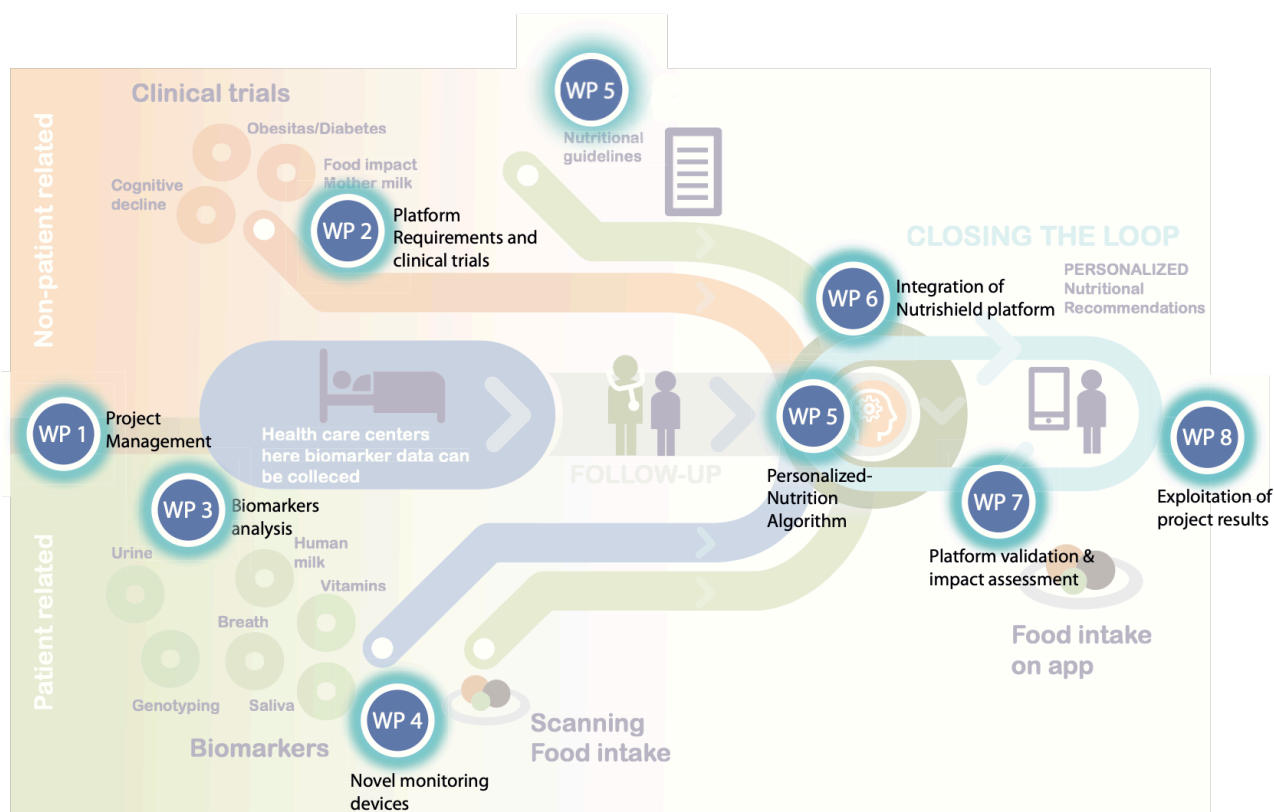 WP 5
Nutritional
guidelines
Clinical trials
Obesitas/Diabetes
Food impact
Mother milk
Cognitive
decline
Non-patient related
WP 2
Platform
Requirements and
clinical trials
CLOSING THE LOOP
PERSONALIZED
Nutritional
Recommendations
WP 6
Integration of
Nutrishield platform
WP 1
Project
Management
Health care centers
here biomarker data can
be colleced
FOLLOW-UP
WP 5
Personalized-
Nutrition
Algorithm
WP 8
Exploitation of
project results
WP 7
Platform validation &
impact assessment
WP 3
Biomarkers
analysis
Patient related
Urine
Human
milk
Vitamins
Breath
Genotyping
Saliva
Biomarkers
WP 4
Novel monitoring
devices
Scanning
Food intake
Food intake
on app